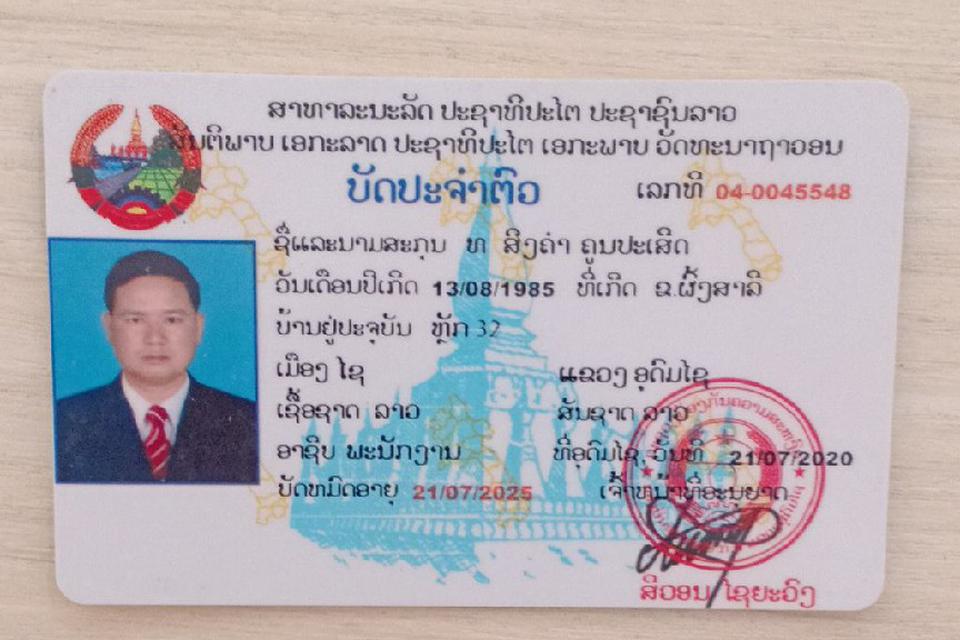 ສາທາລະນະລັດ ປະຊາທິປະໄຕ ປະຊາຊົນລາວ
ສັນຕິພາບ ເອກະລາດ ປະຊາທິປະໄຕ ເອກະພາບ ວັດທະນາຖາວອນ
ບັດປະຈຳຕົວ
ເລກທີ 04-0045548
ຊື່ແລະນາມສະກຸນ ທ ສິງຄຳ ຄູນປະເສີດ
ວັນເດືອນປີເກີດ 13/08/1985 ທີ່ເກີດ ຂ.ຜົ້ງສາລີ
ບ້ານຢູ່ປະຈຸບັນ ຫຼັກ 32
ເມືອງ ໄຊ ແຂວງ ອຸດົມໄຊ
ເຊື້ອຊາດ ລາວ ສັນຊາດ ລາວ
ອາຊີບ ພະນັກງານ ທີ່ອຸດົມໄຊ, ວັນທີ 21/07/2020
ບັດຫມົດອາຍຸ 21/07/2025 ເຈົ້າຫນ້າທີ່ອະນຸຍາດ
ສີວອນ ໄຊຍະວົງ